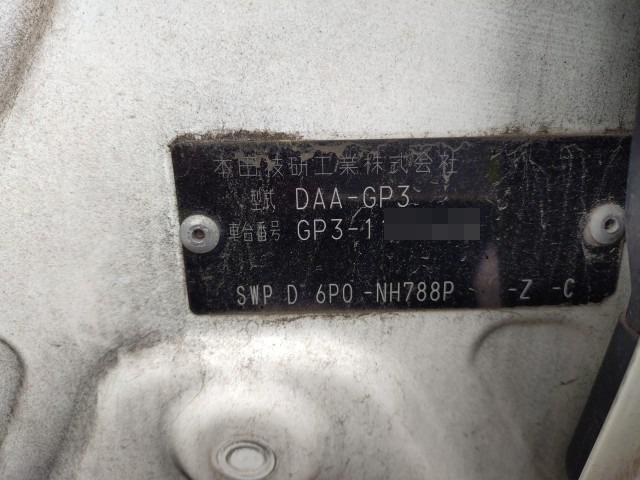 本田技研工業株式会社
型式 DAA-GP3
車台番号 GP3-1
SWP D 6P0 -NH788P - -Z -C